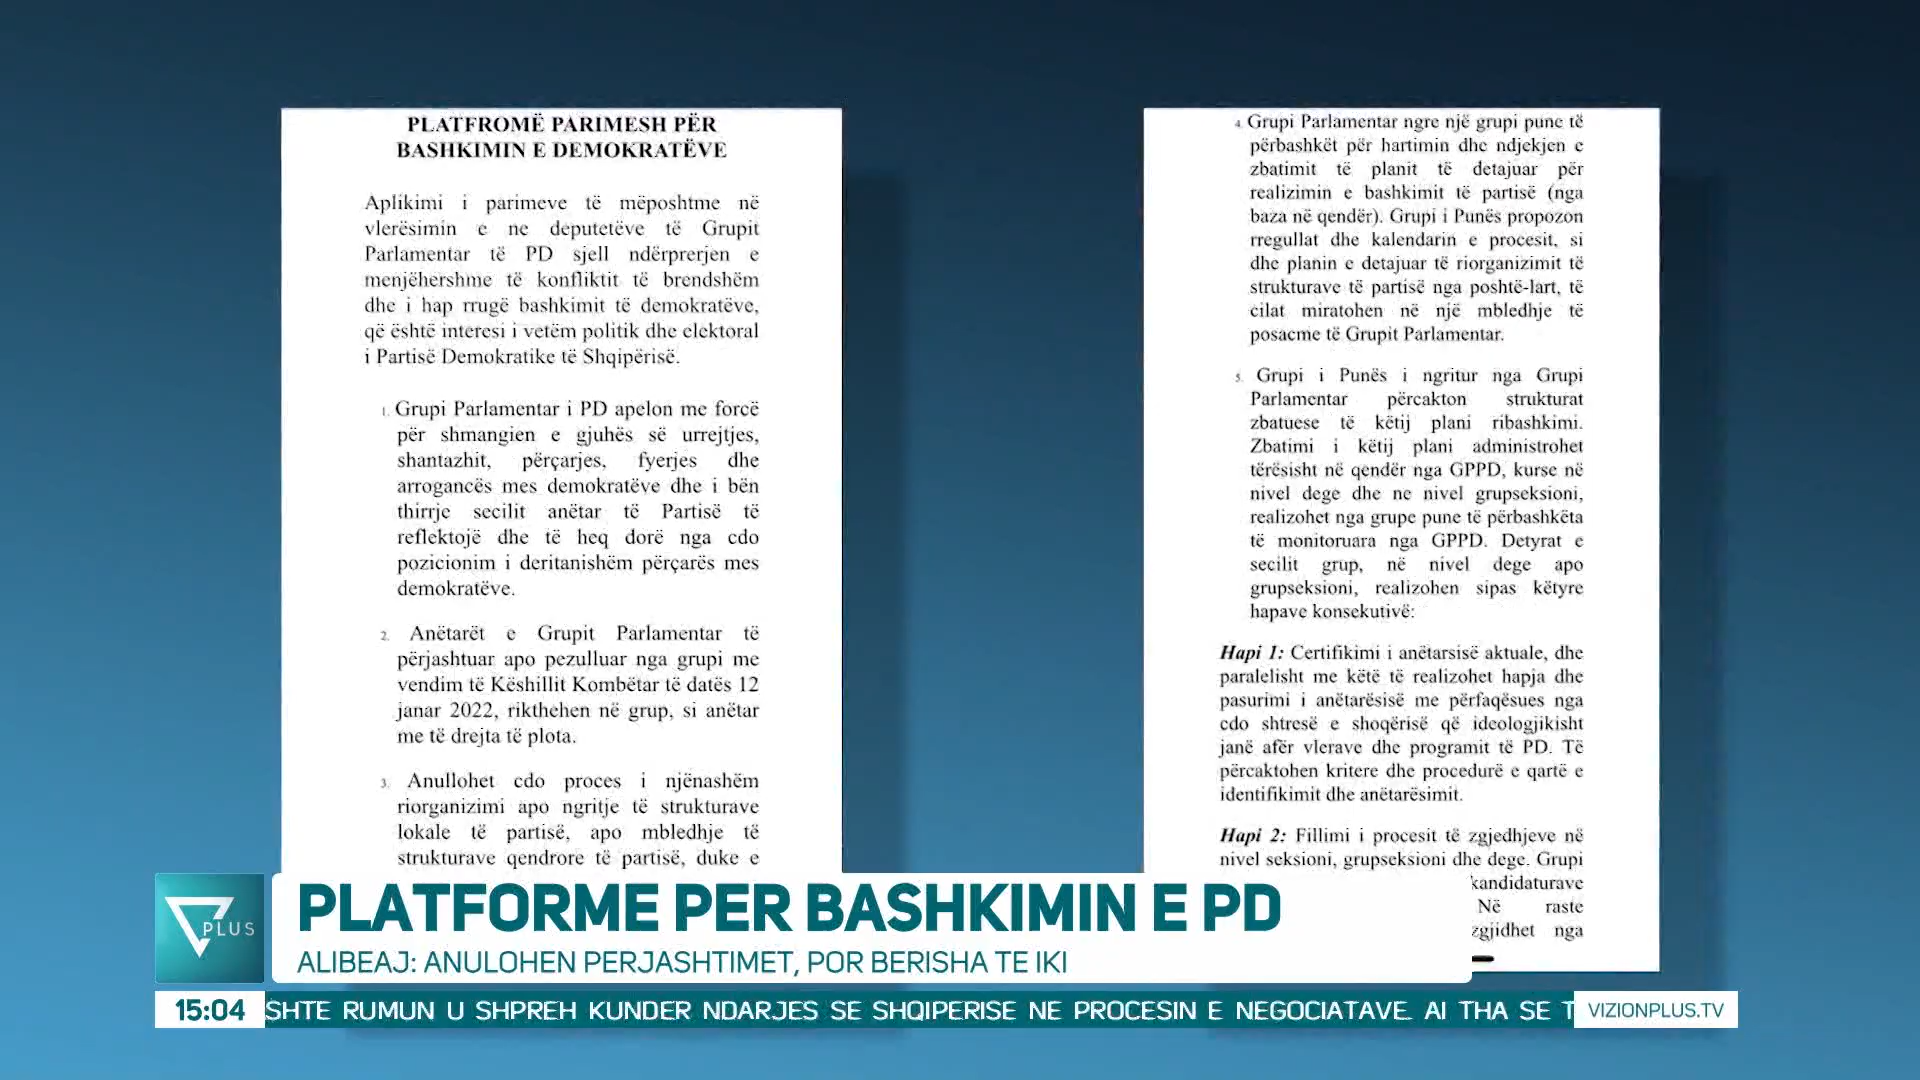 PLATFROMË PARIMESH PËR
BASHKIMIN E DEMOKRATËVE
Aplikimi i parimeve të mëposhtme në
vlerësimin e ne deputetëve të Grupit
Parlamentar të PD sjell ndërprerjen e
menjëhershme të konfliktit të brendshëm
dhe i hap rrugë bashkimit të demokratëve,
që është interesi i vetëm politik dhe elektoral
i Partisë Demokratike të Shqipërisë.
1. Grupi Parlamentar i PD apelon me forcë
për shmangien e gjuhës së urrejtjes,
shantazhit, përçarjes, fyerjes dhe
arrogancës mes demokratëve dhe i bën
thirrje secilit anëtar të Partisë të
reflektojë dhe të heq dorë nga cdo
pozicionim i deritanishëm përçarës mes
demokratëve.
2. Anëtarët e Grupit Parlamentar të
përjashtuar apo pezulluar nga grupi me
vendim të Këshillit Kombëtar të datës 12
janar 2022, rikthehen në grup, si anëtar
me të drejta të plota.
3. Anullohet cdo proces i njënashëm
riorganizimi apo ngritje të strukturave
lokale të partisë, apo mbledhje të
strukturave qendrore të partisë, duke e
4. Grupi Parlamentar ngre një grupi pune të
përbashkët për hartimin dhe ndjekjen e
zbatimit të planit të detajuar për
realizimin e bashkimit të partisë (nga
baza në qendër). Grupi i Punës propozon
rregullat dhe kalendarin e procesit, si
dhe planin e detajuar të riorganizimit të
strukturave të partisë nga poshtë-lart, të
cilat miratohen në një mbledhje të
posacme të Grupit Parlamentar.
5. Grupi i Punës i ngritur nga Grupi
Parlamentar përcakton strukturat
zbatuese të këtij plani ribashkimi.
Zbatimi i këtij plani administrohet
tërësisht në qendër nga GPPD, kurse në
nivel dege dhe ne nivel grupseksioni,
realizohet nga grupe pune të përbashkëta
të monitoruara nga GPPD. Detyrat e
secilit grup, në nivel dege apo
grupseksioni, realizohen sipas këtyre
hapave konsekutivë:
Hapi 1: Certifikimi i anëtarsisë aktuale, dhe
paralelisht me këtë të realizohet hapja dhe
pasurimi i anëtarësisë me përfaqësues nga
cdo shtresë e shoqërisë që ideologjikisht
janë afër vlerave dhe programit të PD. Të
përcaktohen kritere dhe procedurë e qartë e
identifikimit dhe anëtarësimit.
Hapi 2: Fillimi i procesit të zgjedhjeve në
nivel seksioni, grupseksioni dhe dege. Grupi
kandidaturave
Në raste
zgjidhet nga
PLUS
PLATFORME PER BASHKIMIN E PD
ALIBEAJ: ANULOHEN PERJASHTIMET, POR BERISHA TE IKI
15:04 SHTE RUMUN U SHPREH KUNDER NDARJES SE SHQIPERISE NE PROCESIN E NEGOCIATAVE. AI THA SE T VIZIONPLUS.TV